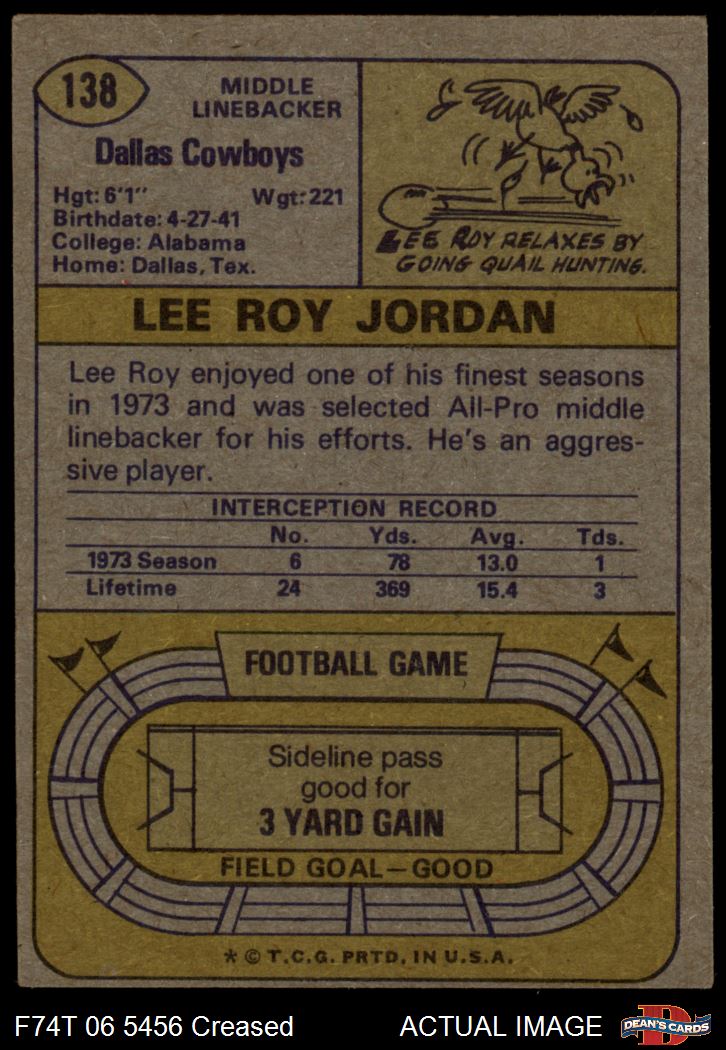 138
MIDDLE
LINEBACKER
Dallas Cowboys
Hgt: 6'1" Wgt: 221
Birthdate: 4-27-41
College: Alabama
Home: Dallas, Tex.
LEE ROY RELAXES BY
GOING QUAIL HUNTING.
LEE ROY JORDAN
Lee Roy enjoyed one of his finest seasons
in 1973 and was selected All-Pro middle
linebacker for his efforts. He's an aggres-
sive player.
INTERCEPTION RECORD
No. Yds. Avg. Tds.
1973 Season 6 78 13.0 1
Lifetime 24 369 15.4 3
FOOTBALL GAME
Sideline pass
good for
3 YARD GAIN
FIELD GOAL—GOOD
* © T.C.G. PRTD. IN U.S.A.
F74T 06 5456 Creased ACTUAL IMAGE
D
DEAN'S CARDS